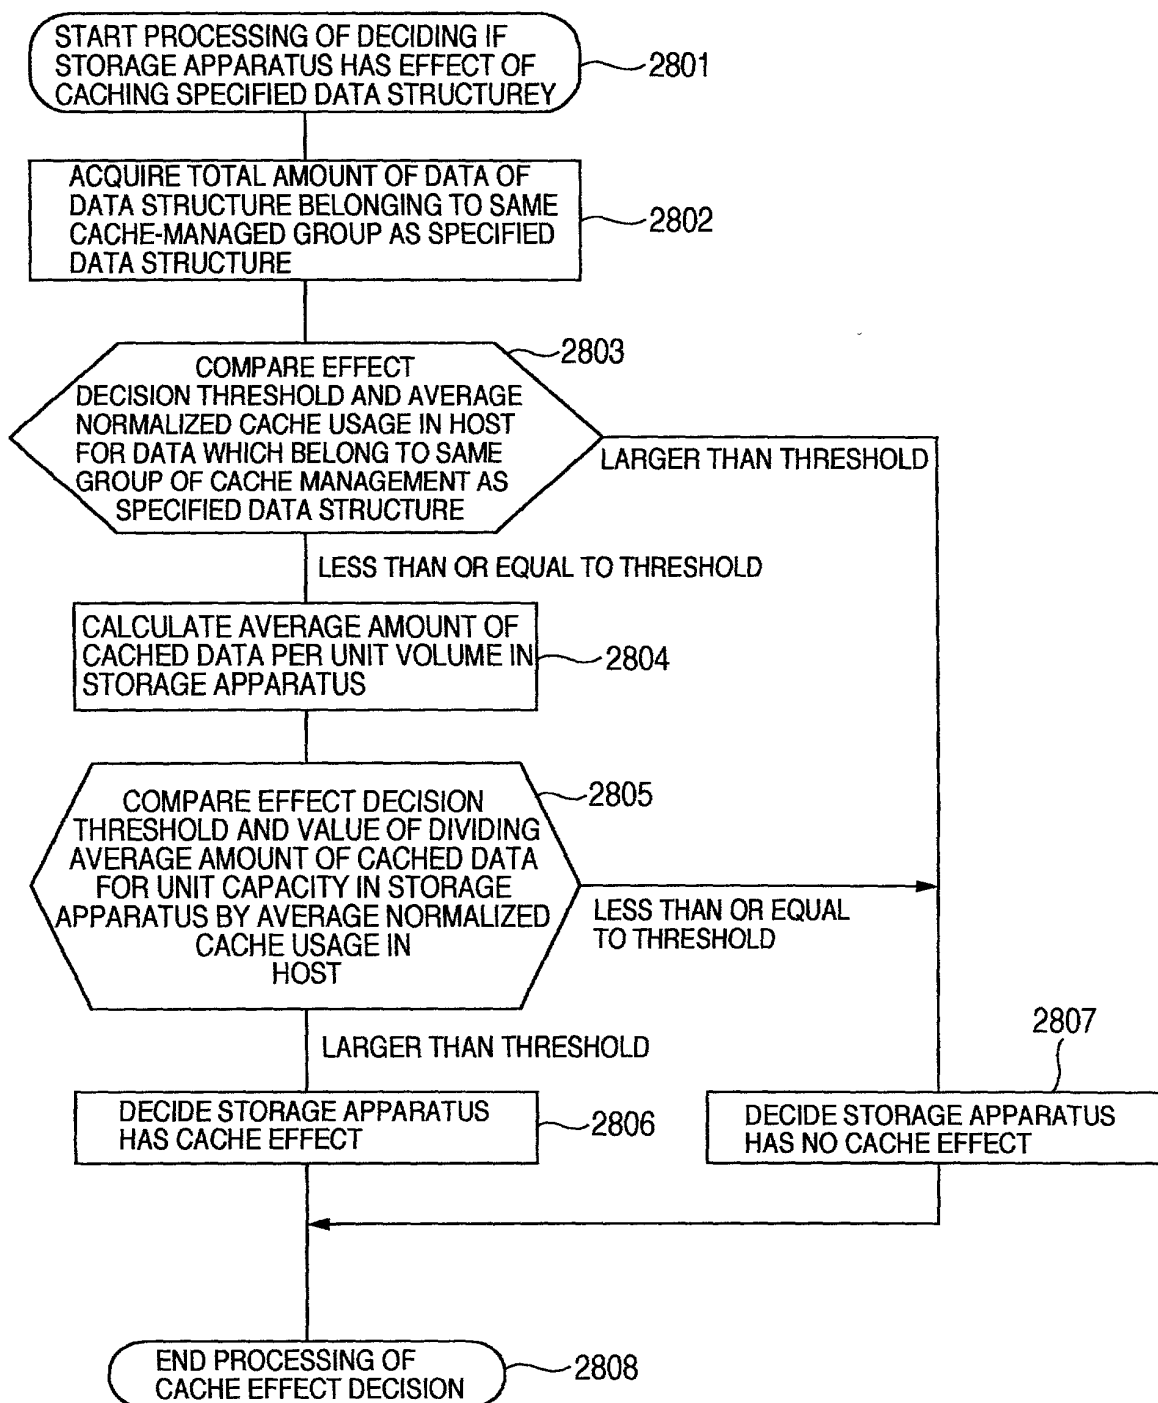 START PROCESSING OF DECIDING IF
STORAGE APPARATUS HAS EFFECT OF
CACHING SPECIFIED DATA STRUCTUREY
2801
ACQUIRE TOTAL AMOUNT OF DATA OF
DATA STRUCTURE BELONGING TO SAME
CACHE-MANAGED GROUP AS SPECIFIED
DATA STRUCTURE
2802
2803
COMPARE EFFECT
DECISION THRESHOLD AND AVERAGE
NORMALIZED CACHE USAGE IN HOST
FOR DATA WHICH BELONG TO SAME
GROUP OF CACHE MANAGEMENT AS
SPECIFIED DATA STRUCTURE
LARGER THAN THRESHOLD
LESS THAN OR EQUAL TO THRESHOLD
CALCULATE AVERAGE AMOUNT OF
CACHED DATA PER UNIT VOLUME IN
STORAGE APPARATUS
2804
2805
COMPARE EFFECT DECISION
THRESHOLD AND VALUE OF DIVIDING
AVERAGE AMOUNT OF CACHED DATA
FOR UNIT CAPACITY IN STORAGE
APPARATUS BY AVERAGE NORMALIZED
CACHE USAGE IN
HOST
LESS THAN OR EQUAL
TO THRESHOLD
LARGER THAN THRESHOLD
2807
DECIDE STORAGE APPARATUS
HAS CACHE EFFECT
2806
DECIDE STORAGE APPARATUS
HAS NO CACHE EFFECT
END PROCESSING OF
CACHE EFFECT DECISION
2808